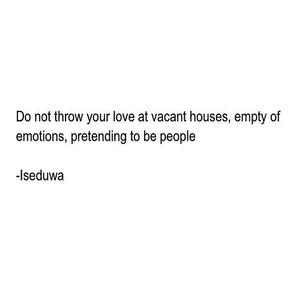 Do not throw your love at vacant houses, empty of
emotions, pretending to be people
-Iseduwa